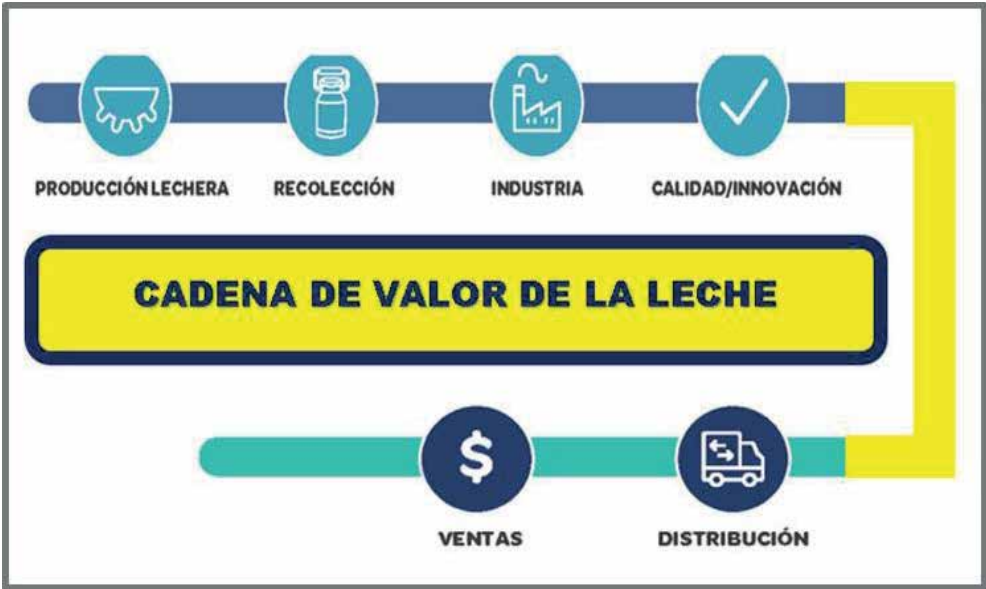 PRODUCCIÓN LECHERA
RECOLECCIÓN
INDUSTRIA
CALIDAD/INNOVACIÓN
CADENA DE VALOR DE LA LECHE
$
VENTAS
DISTRIBUCIÓN